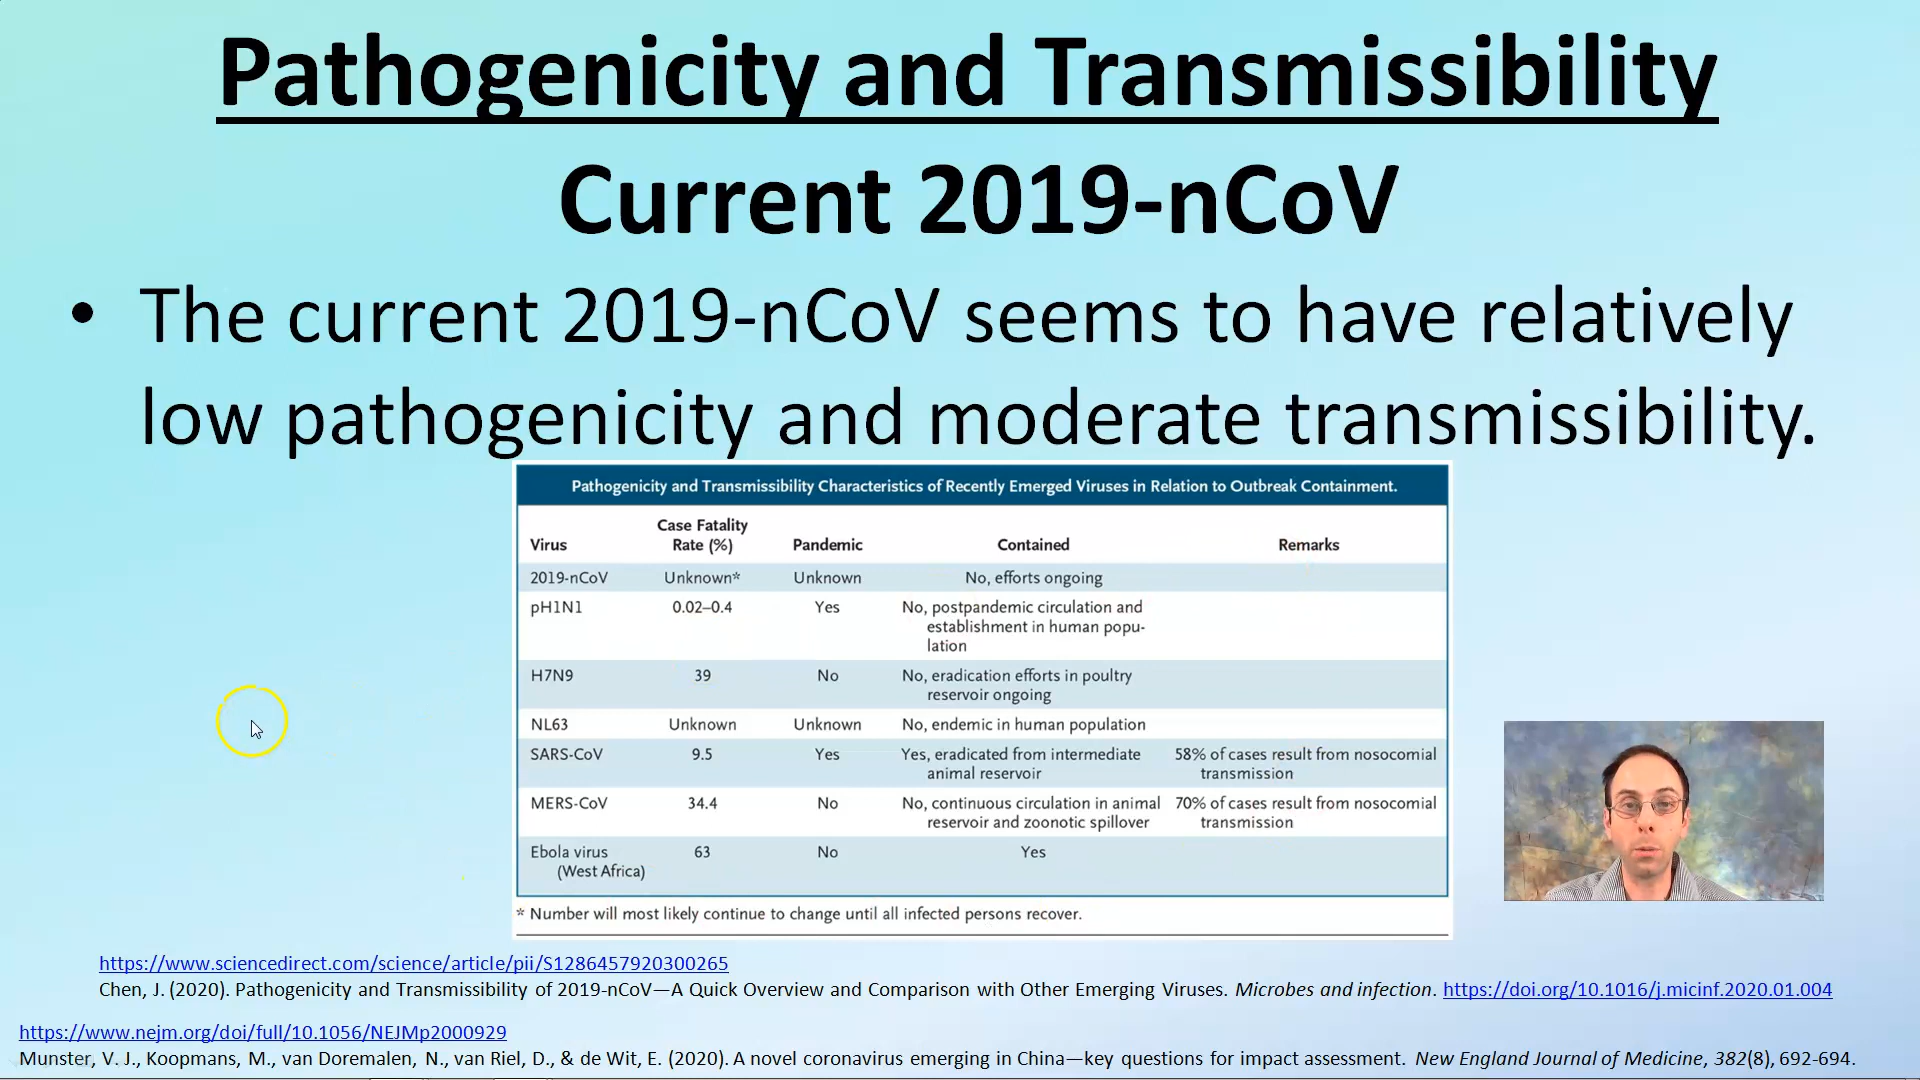 Pathogenicity and Transmissibility
Current 2019-nCoV
• The current 2019-nCoV seems to have relatively
low pathogenicity and moderate transmissibility.
Pathogenicity and Transmissibility Characteristics of Recently Emerged Viruses in Relation to Outbreak Containment.
Virus Case Fatality Rate (%) Pandemic Contained Remarks
2019-nCoV Unknown* Unknown No, efforts ongoing
pH1N1 0.02–0.4 Yes No, postpandemic circulation and
establishment in human popu-
lation
H7N9 39 No No, eradication efforts in poultry
reservoir ongoing
NL63 Unknown Unknown No, endemic in human population
SARS-CoV 9.5 Yes Yes, eradicated from intermediate 58% of cases result from nosocomial
animal reservoir transmission
MERS-CoV 34.4 No No, continuous circulation in animal 70% of cases result from nosocomial
reservoir and zoonotic spillover transmission
Ebola virus 63 No Yes
(West Africa)
* Number will most likely continue to change until all infected persons recover.
https://www.sciencedirect.com/science/article/pii/S1286457920300265
Chen, J. (2020). Pathogenicity and Transmissibility of 2019-nCoV—A Quick Overview and Comparison with Other Emerging Viruses. Microbes and infection. https://doi.org/10.1016/j.micinf.2020.01.004
https://www.nejm.org/doi/full/10.1056/NEJMp2000929
Munster, V. J., Koopmans, M., van Doremalen, N., van Riel, D., & de Wit, E. (2020). A novel coronavirus emerging in China—key questions for impact assessment. New England Journal of Medicine, 382(8), 692-694.